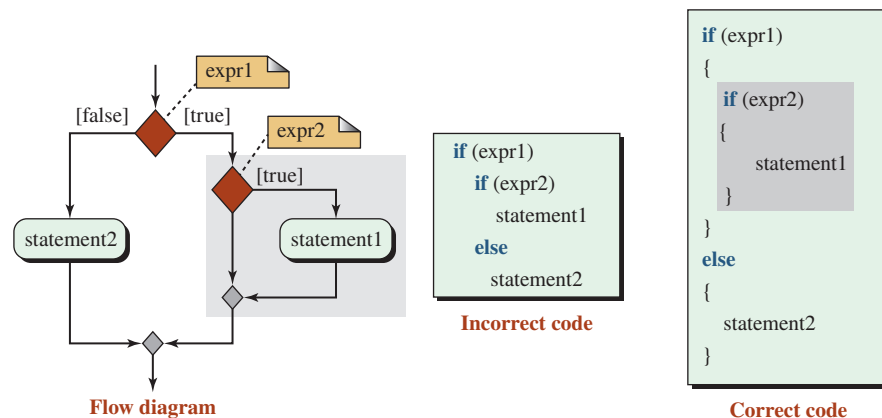 expr1
[false]
[true]
expr2
[true]
statement2
statement1
Flow diagram
if (expr1)
if (expr2)
statement1
else
statement2
Incorrect code
if (expr1)
{
if (expr2)
{
statement1
}
}
else
{
statement2
}
Correct code